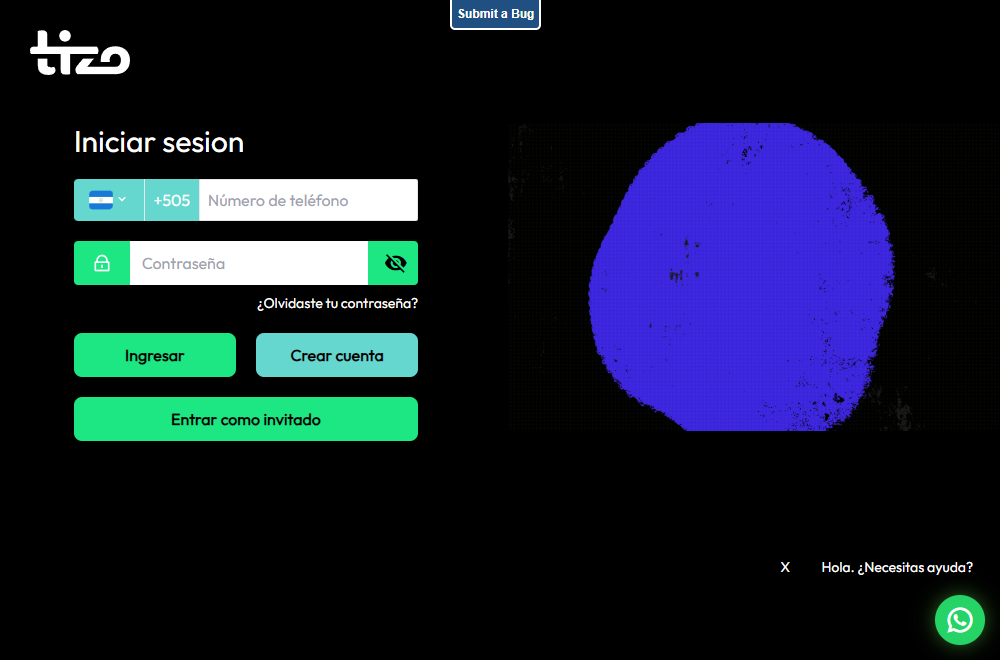 Submit a Bug
tizo
Iniciar sesion
+505 Número de teléfono
Contraseña
¿Olvidaste tu contraseña?
Ingresar
Crear cuenta
Entrar como invitado
X
Hola. ¿Necesitas ayuda?